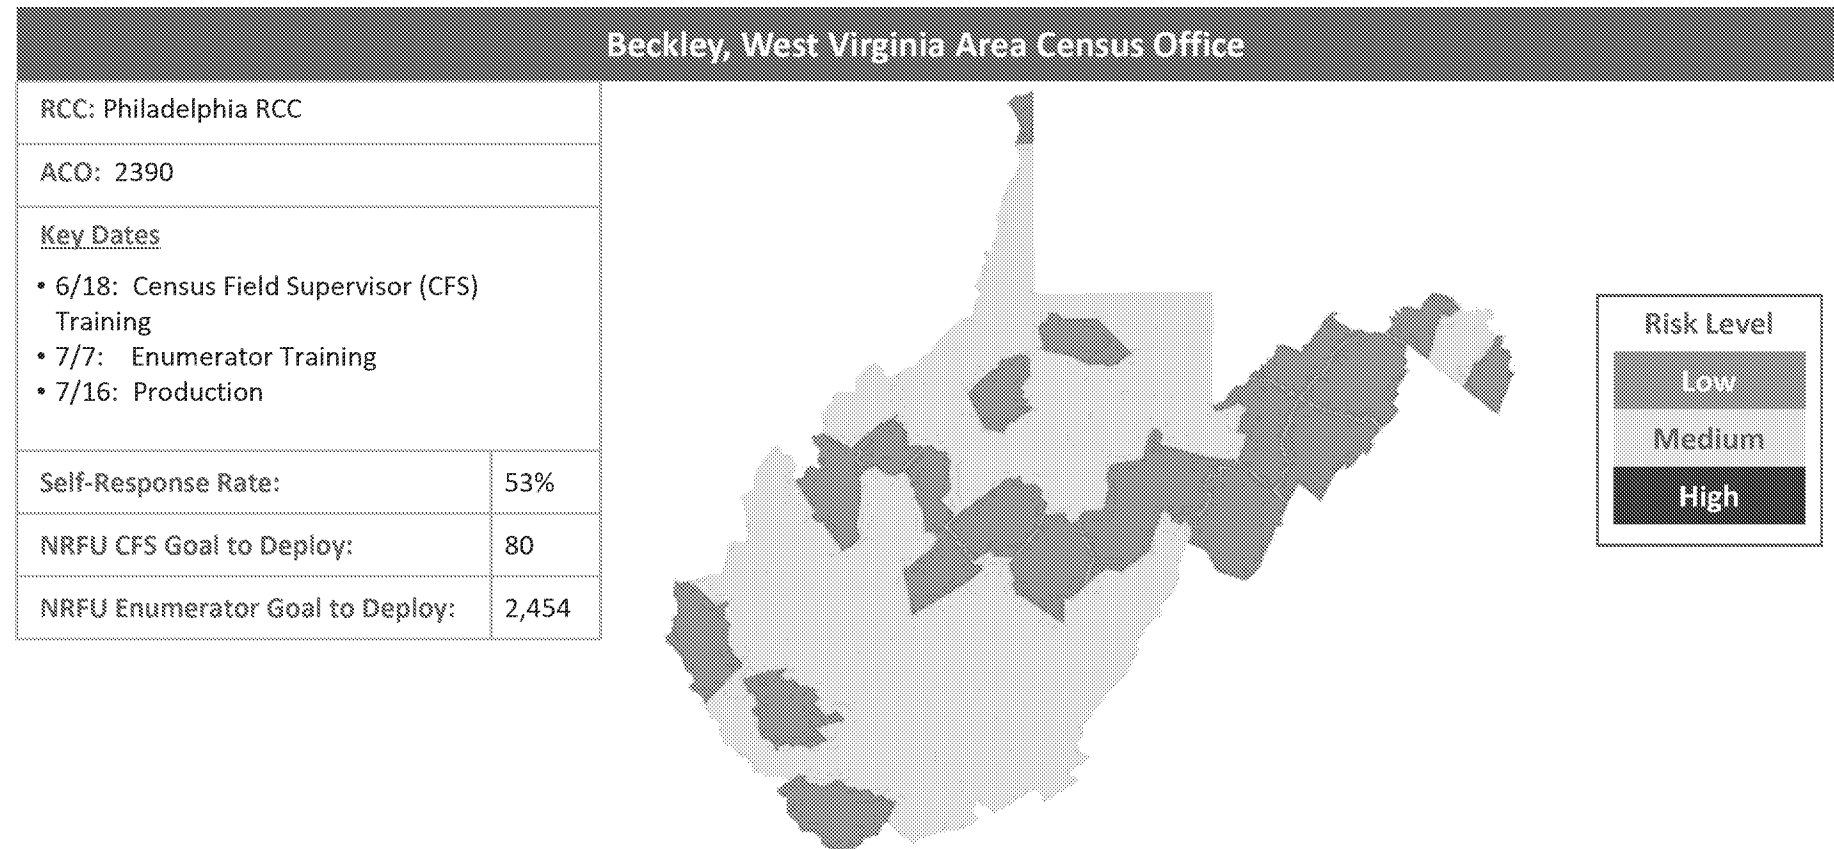 Beckley, West Virginia Area Census Office
RCC: Philadelphia RCC
ACO: 2390
Key Dates
• 6/18: Census Field Supervisor (CFS)
Training
• 7/7: Enumerator Training
• 7/16: Production
Self-Response Rate: 53%
NRFU CFS Goal to Deploy: 80
NRFU Enumerator Goal to Deploy: 2,454
Risk Level
Low
Medium
High